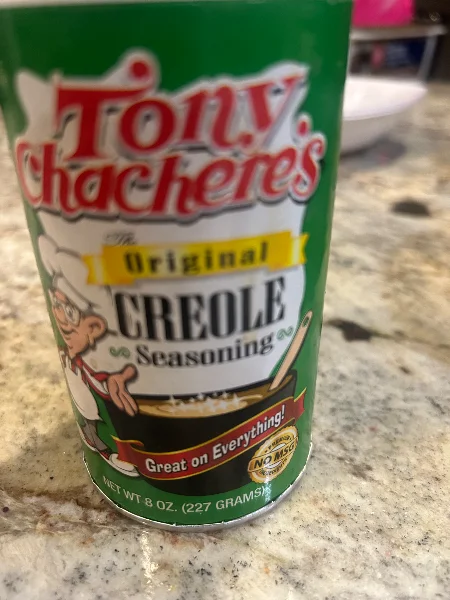 Tony
Chachere's
The
Original
CREOLE
Seasoning
Great on Everything!
NO MSG
NET WT 8 OZ. (227 GRAMS)